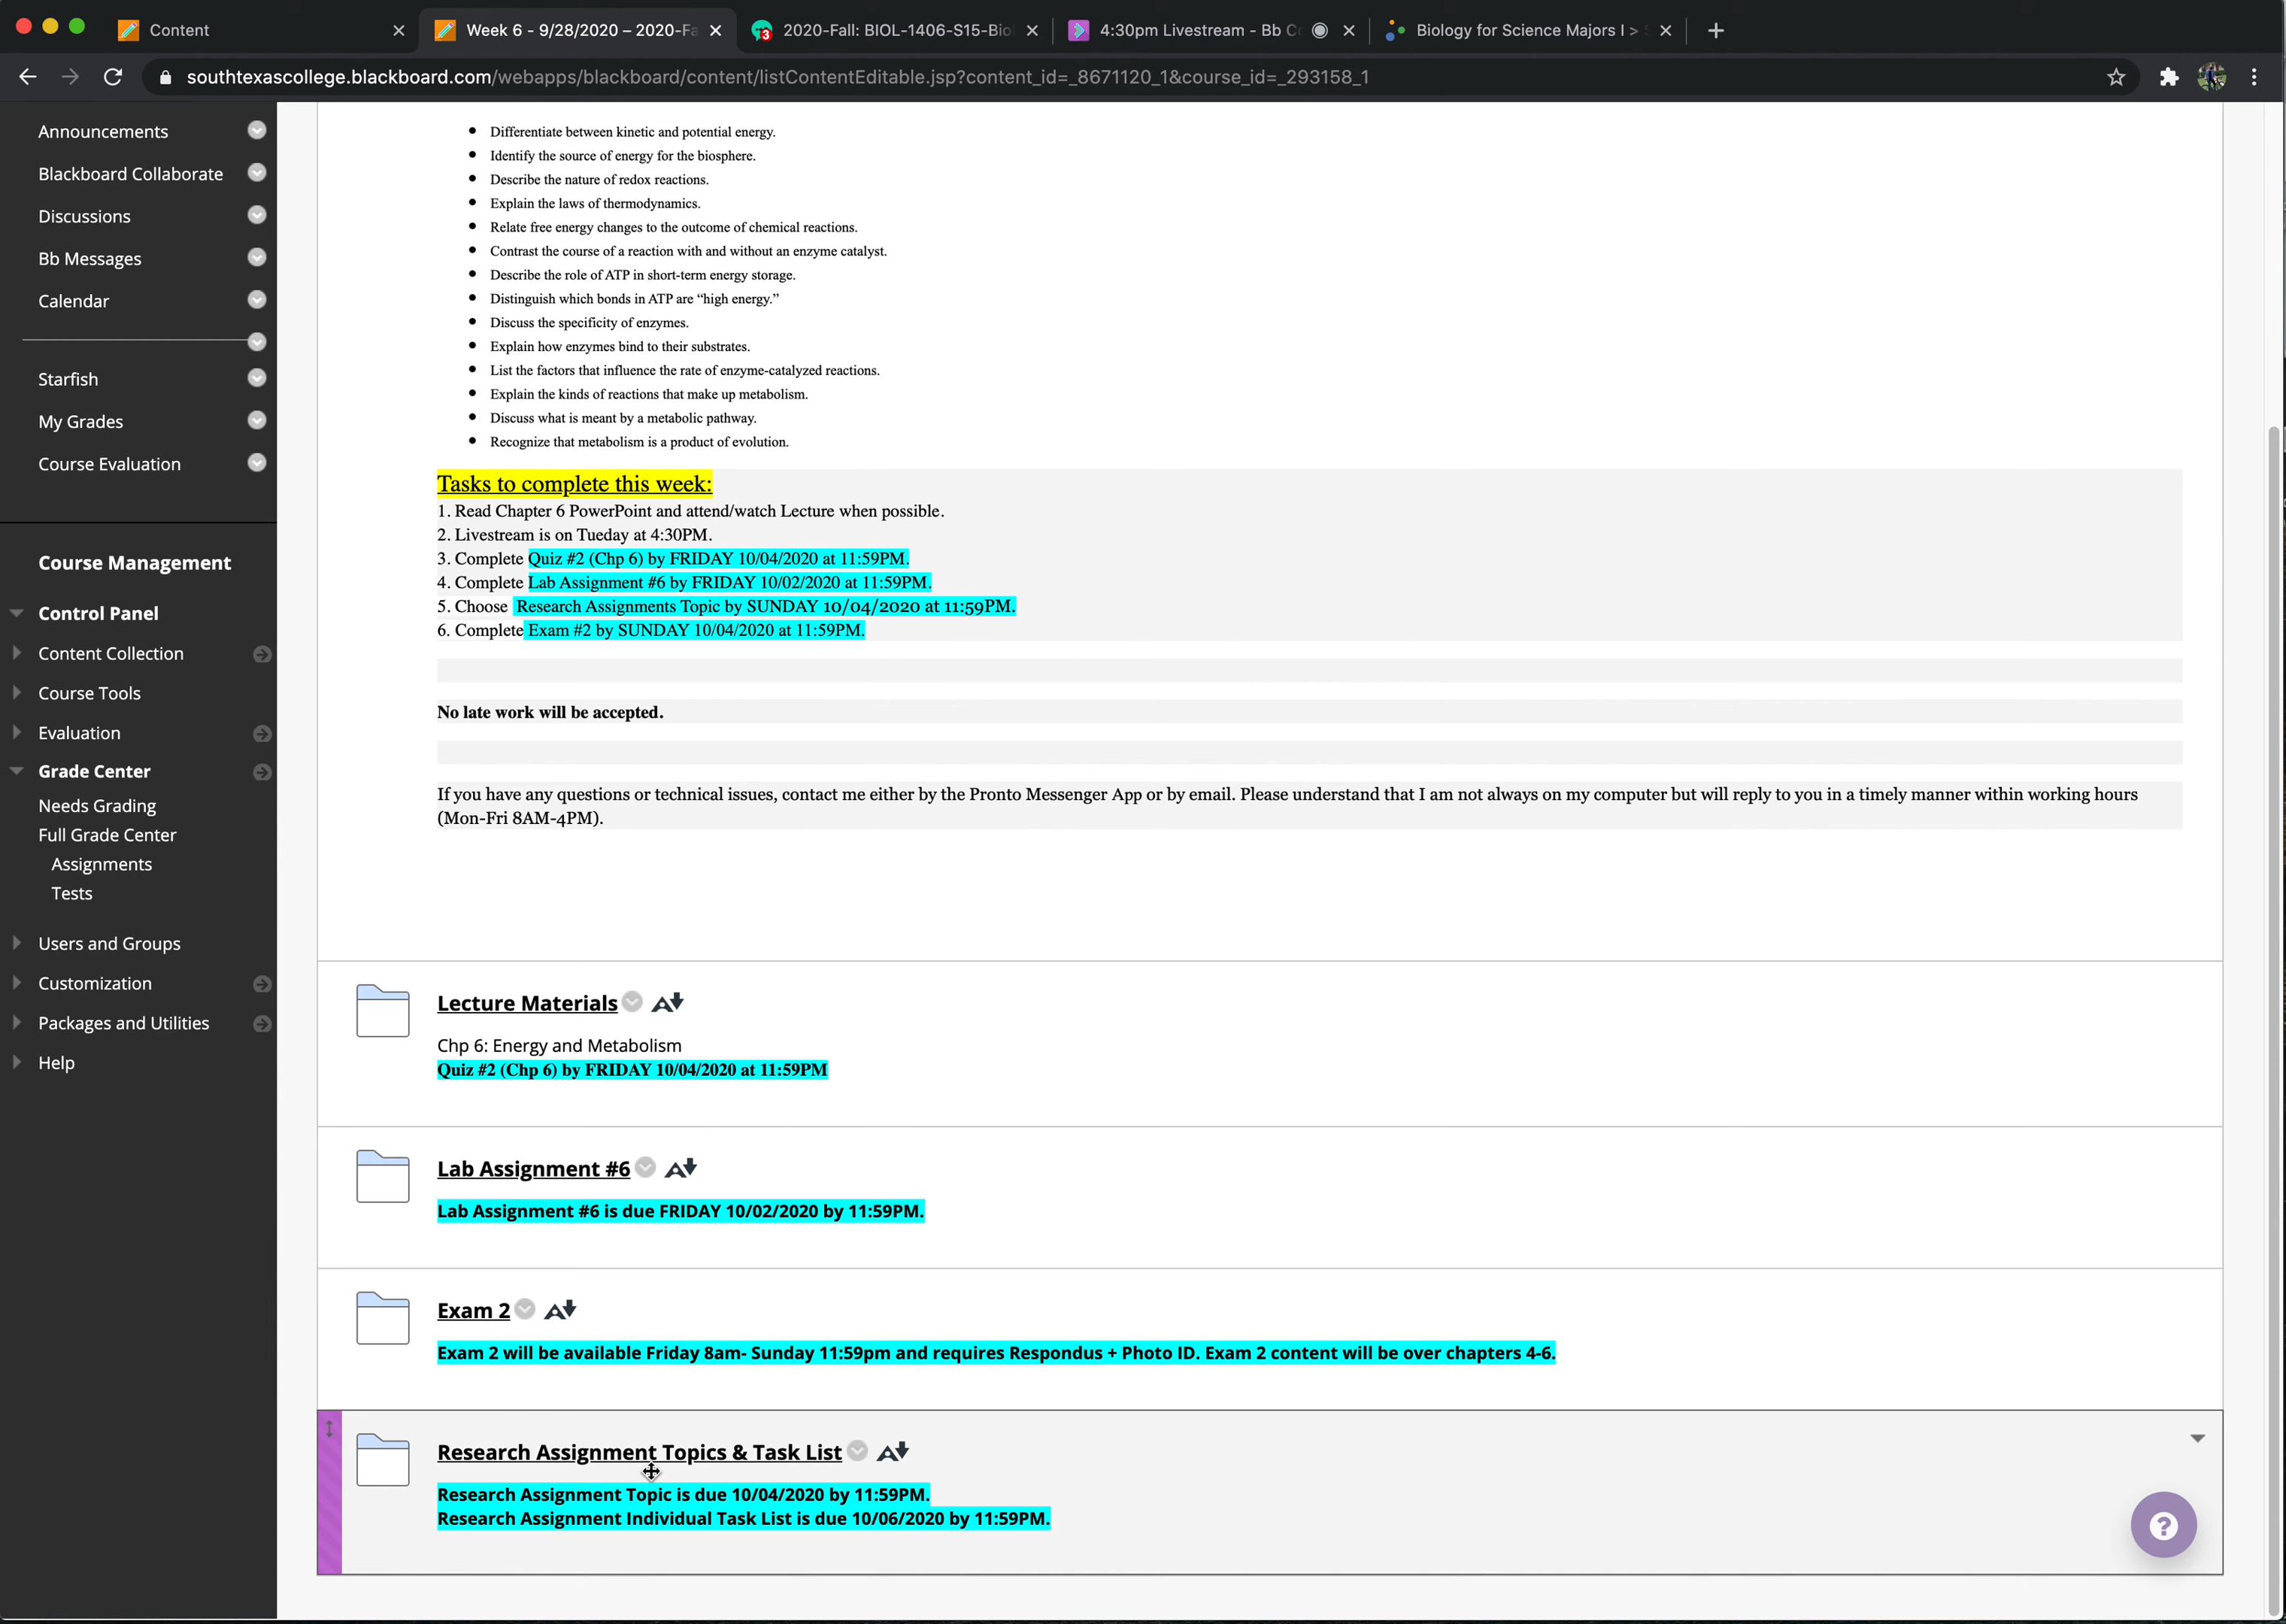 Content
Week 6 - 9/28/2020 – 2020-Fa
3 2020-Fall: BIOL-1406-S15-Bio
4:30pm Livestream - Bb Co
Biology for Science Majors I >
southtexascollege.blackboard.com/webapps/blackboard/content/listContentEditable.jsp?content_id=_8671120_1&course_id=_293158_1
Announcements
Blackboard Collaborate
Discussions
Bb Messages
Calendar
Starfish
My Grades
Course Evaluation
Course Management
Control Panel
Content Collection
Course Tools
Evaluation
Grade Center
Needs Grading
Full Grade Center
Assignments
Tests
Users and Groups
Customization
Packages and Utilities
Help
Differentiate between kinetic and potential energy.
Identify the source of energy for the biosphere.
Describe the nature of redox reactions.
Explain the laws of thermodynamics.
Relate free energy changes to the outcome of chemical reactions.
Contrast the course of a reaction with and without an enzyme catalyst.
Describe the role of ATP in short-term energy storage.
Distinguish which bonds in ATP are “high energy.”
Discuss the specificity of enzymes.
Explain how enzymes bind to their substrates.
List the factors that influence the rate of enzyme-catalyzed reactions.
Explain the kinds of reactions that make up metabolism.
Discuss what is meant by a metabolic pathway.
Recognize that metabolism is a product of evolution.
Tasks to complete this week:
1. Read Chapter 6 PowerPoint and attend/watch Lecture when possible.
2. Livestream is on Tueday at 4:30PM.
3. Complete Quiz #2 (Chp 6) by FRIDAY 10/04/2020 at 11:59PM.
4. Complete Lab Assignment #6 by FRIDAY 10/02/2020 at 11:59PM.
5. Choose Research Assignments Topic by SUNDAY 10/04/2020 at 11:59PM.
6. Complete Exam #2 by SUNDAY 10/04/2020 at 11:59PM.
No late work will be accepted.
If you have any questions or technical issues, contact me either by the Pronto Messenger App or by email. Please understand that I am not always on my computer but will reply to you in a timely manner within working hours
(Mon-Fri 8AM-4PM).
Lecture Materials
Chp 6: Energy and Metabolism
Quiz #2 (Chp 6) by FRIDAY 10/04/2020 at 11:59PM
Lab Assignment #6
Lab Assignment #6 is due FRIDAY 10/02/2020 by 11:59PM.
Exam 2
Exam 2 will be available Friday 8am- Sunday 11:59pm and requires Respondus + Photo ID. Exam 2 content will be over chapters 4-6.
Research Assignment Topics & Task List
Research Assignment Topic is due 10/04/2020 by 11:59PM.
Research Assignment Individual Task List is due 10/06/2020 by 11:59PM.